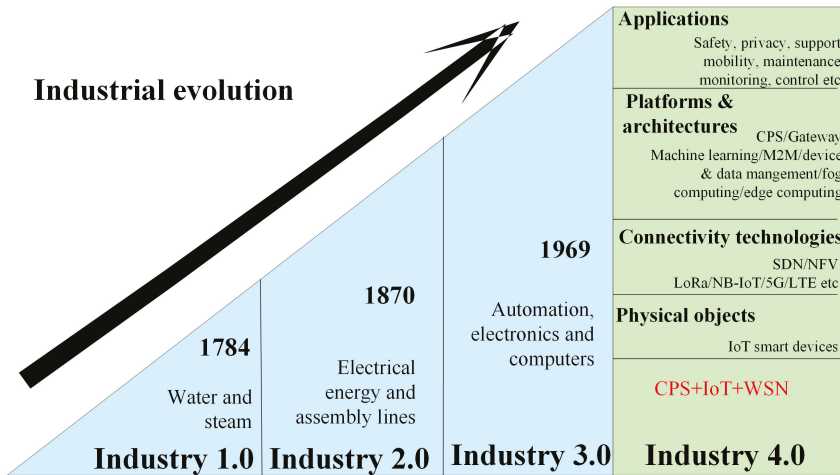 Industrial evolution
1784
Water and
steam
Industry 1.0
1870
Electrical
energy and
assembly lines
Industry 2.0
1969
Automation,
electronics and
computers
Industry 3.0
Applications
Safety, privacy, support
mobility, maintenance
monitoring, control etc
Platforms &
architectures
CPS/Gateway
Machine learning/M2M/device
& data mangement/fog
computing/edge computing
Connectivity technologies
SDN/NFV
LoRa/NB-IoT/5G/LTE etc
Physical objects
IoT smart devices
CPS+IoT+WSN
Industry 4.0